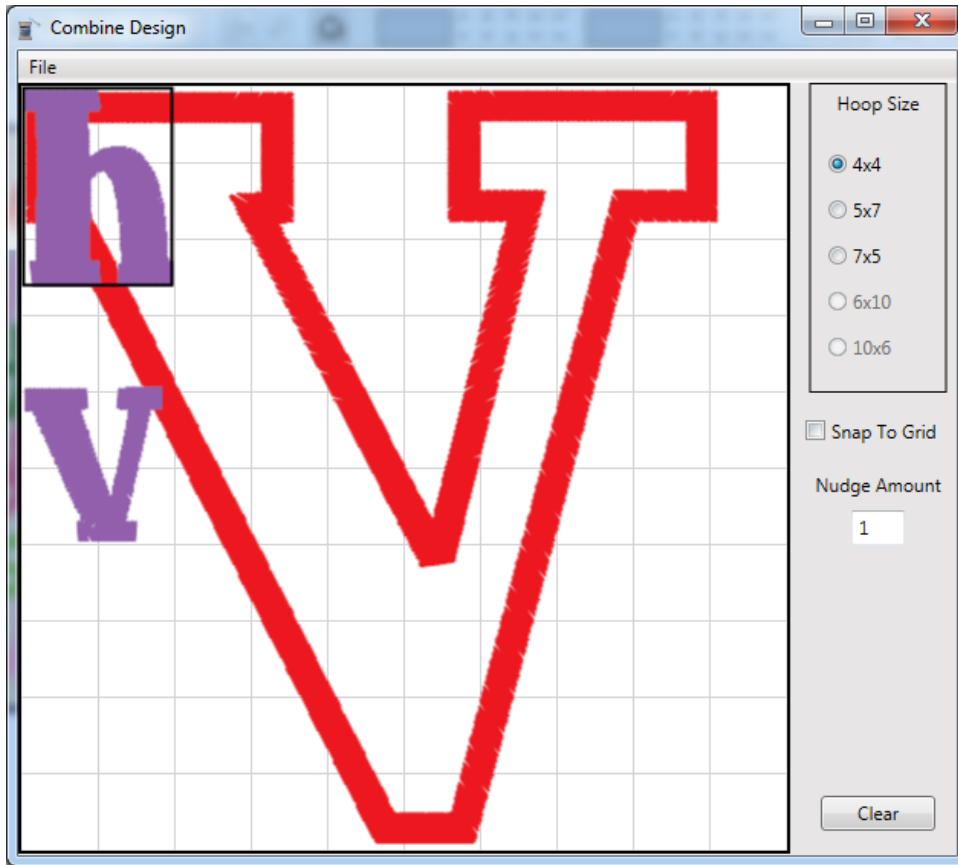 Combine Design
File
Hoop Size
4x4
5x7
7x5
6x10
10x6
Snap To Grid
Nudge Amount
1
Clear
h
V
v